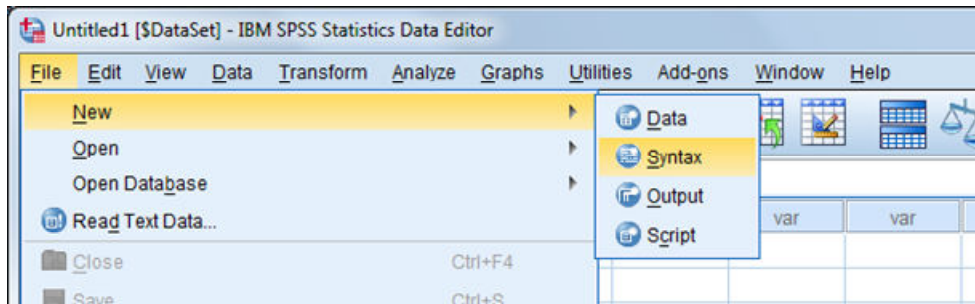 Untitled1 [$DataSet] - IBM SPSS Statistics Data Editor
File Edit View Data Transform Analyze Graphs Utilities Add-ons Window Help
New
Open
Open Database
Read Text Data...
Close Ctrl+F4
Save Ctrl+S
Data
Syntax
Output
Script
var var